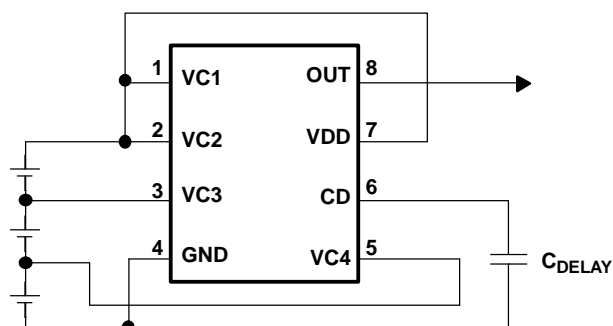 1 VC1 OUT 8
2 VC2 VDD 7
3 VC3 CD 6
4 GND VC4 5
CDELAY